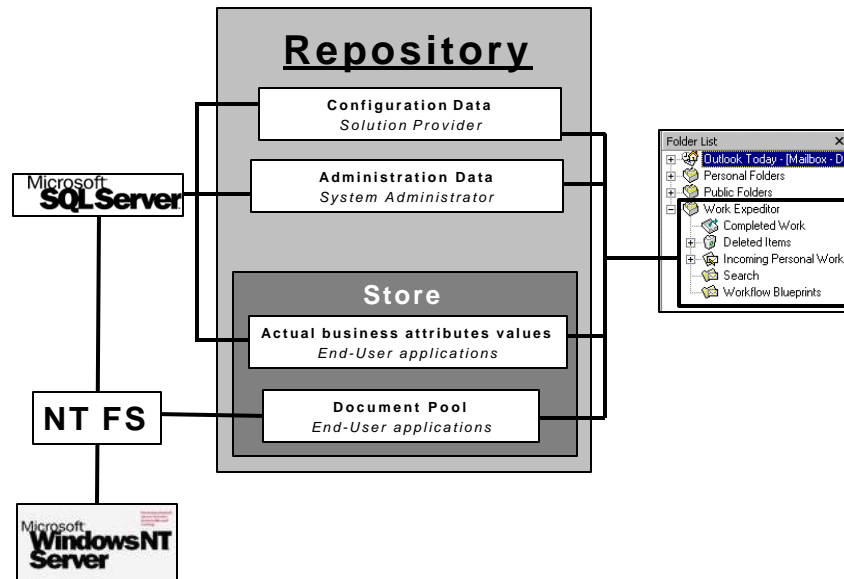 Repository
Configuration Data
Solution Provider
Administration Data
System Administrator
Store
Actual business attributes values
End-User applications
Document Pool
End-User applications
Microsoft
SQL Server
NT FS
Microsoft
WindowsNT
Server
Folder List
Outlook Today - [Mailbox - D
Personal Folders
Public Folders
Work Expeditor
Completed Work
Deleted Items
Incoming Personal Work
Search
Workflow Blueprints